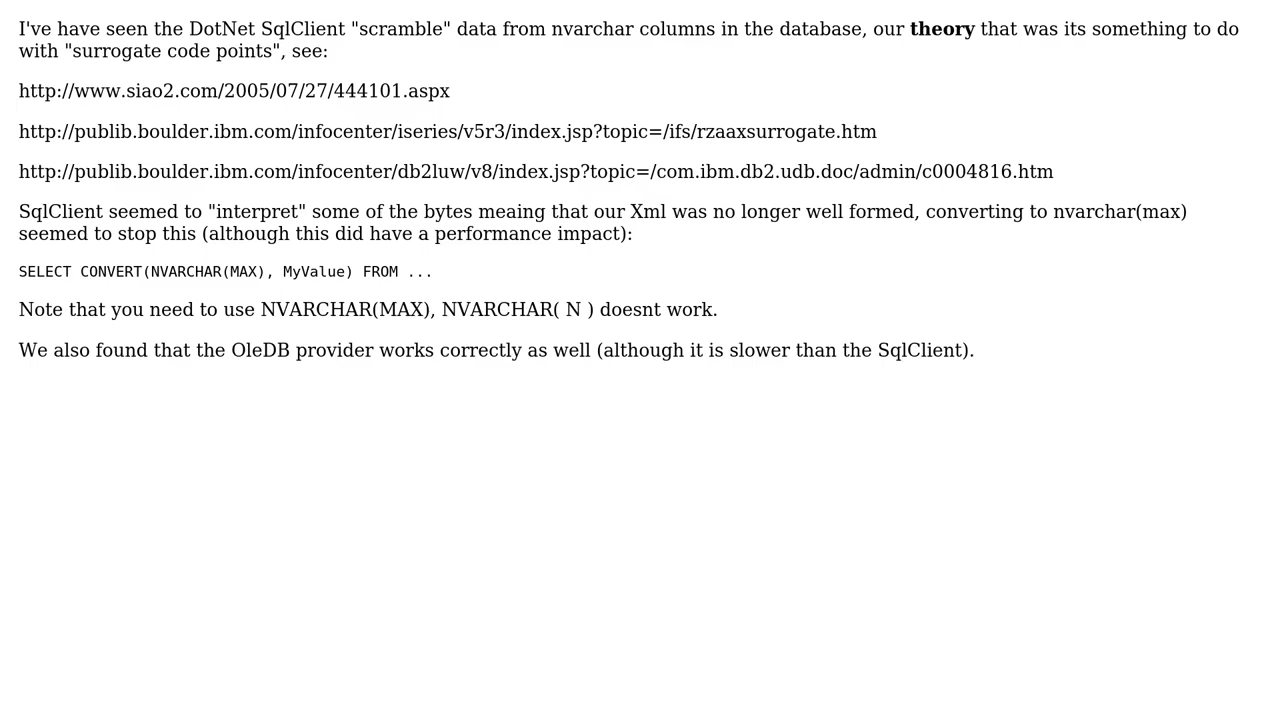 I've have seen the DotNet SqlClient "scramble" data from nvarchar columns in the database, our theory that was its something to do
with "surrogate code points", see:
http://www.siao2.com/2005/07/27/444101.aspx
http://publib.boulder.ibm.com/infocenter/iseries/v5r3/index.jsp?topic=/ifs/rzaaxsurrogate.htm
http://publib.boulder.ibm.com/infocenter/db2luw/v8/index.jsp?topic=/com.ibm.db2.udb.doc/admin/c0004816.htm
SqlClient seemed to "interpret" some of the bytes meaing that our Xml was no longer well formed, converting to nvarchar(max)
seemed to stop this (although this did have a performance impact):
SELECT CONVERT(NVARCHAR(MAX), MyValue) FROM ...
Note that you need to use NVARCHAR(MAX), NVARCHAR( N ) doesnt work.
We also found that the OleDB provider works correctly as well (although it is slower than the SqlClient).